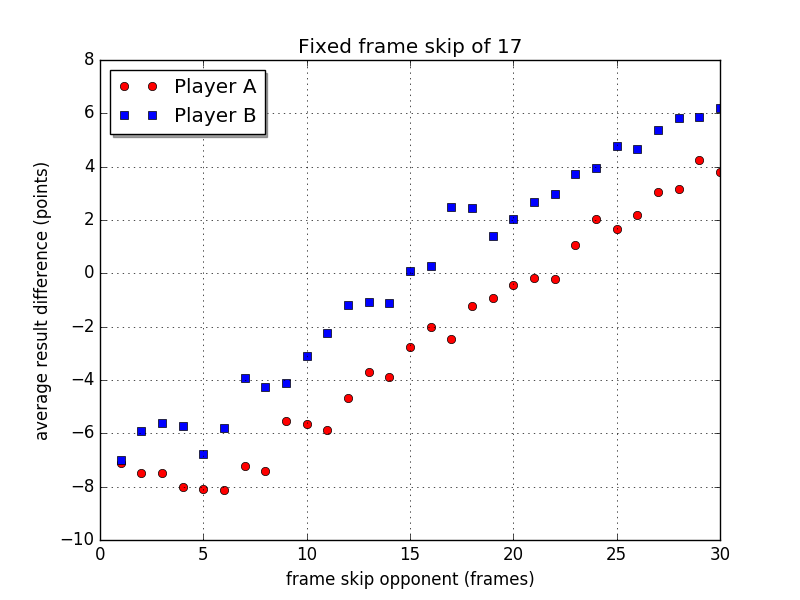 Fixed frame skip of 17
Player A
Player B
average result difference (points)
8
6
4
2
0
−2
−4
−6
−8
−10
0 5 10 15 20 25 30
frame skip opponent (frames)